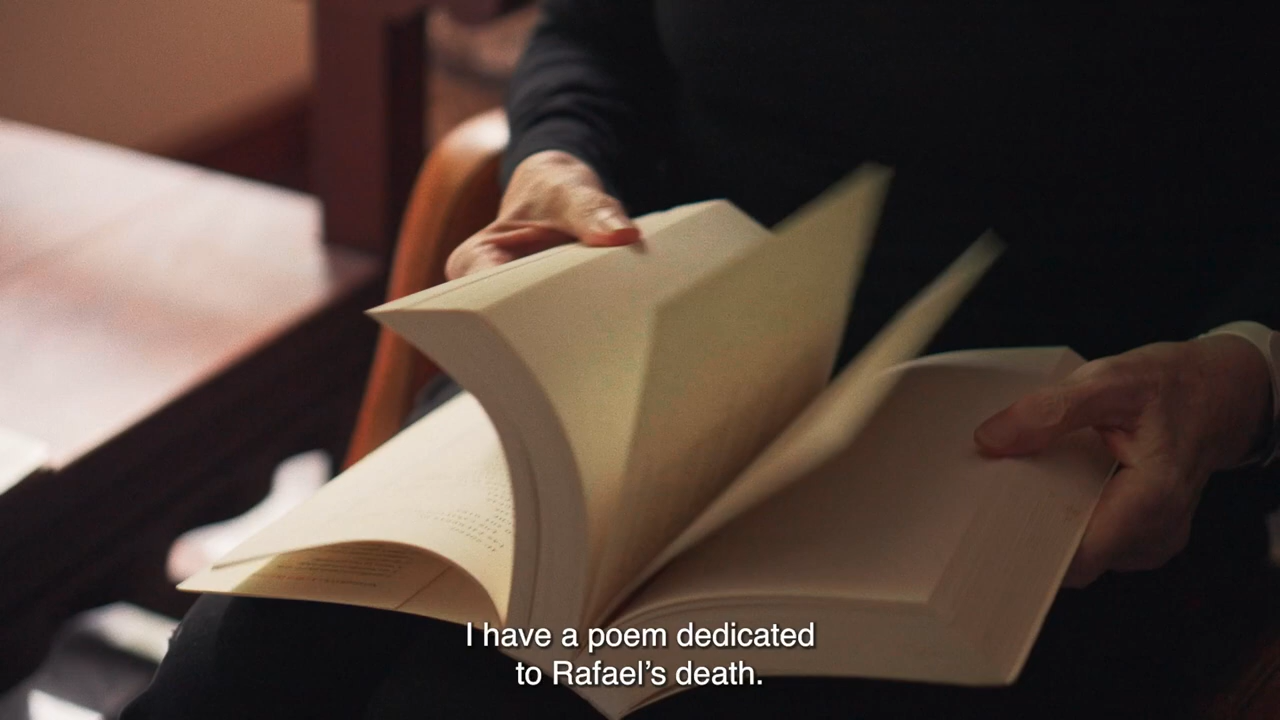 I have a poem dedicated
to Rafael’s death.